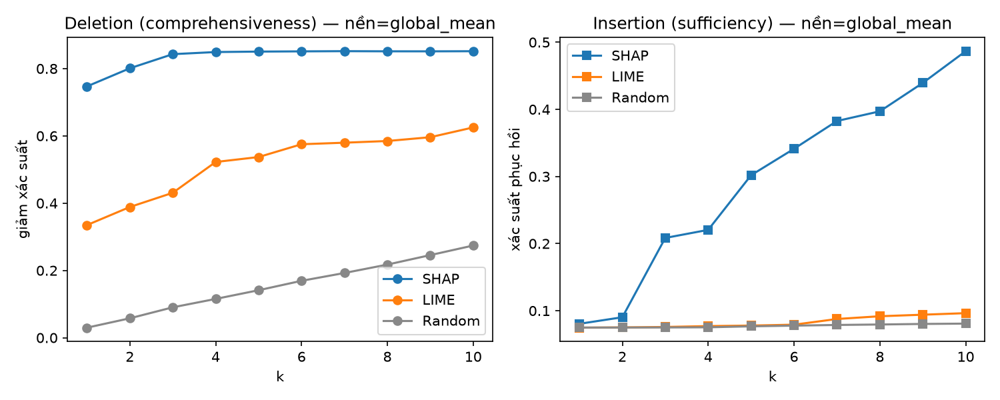 Deletion (comprehensiveness) — nền=global_mean
giảm xác suất
0.8
0.6
0.4
0.2
0.0
2
4
6
8
10
k
SHAP
LIME
Random
Insertion (sufficiency) — nền=global_mean
xác suất phục hồi
0.5
0.4
0.3
0.2
0.1
2
4
6
8
10
k
SHAP
LIME
Random